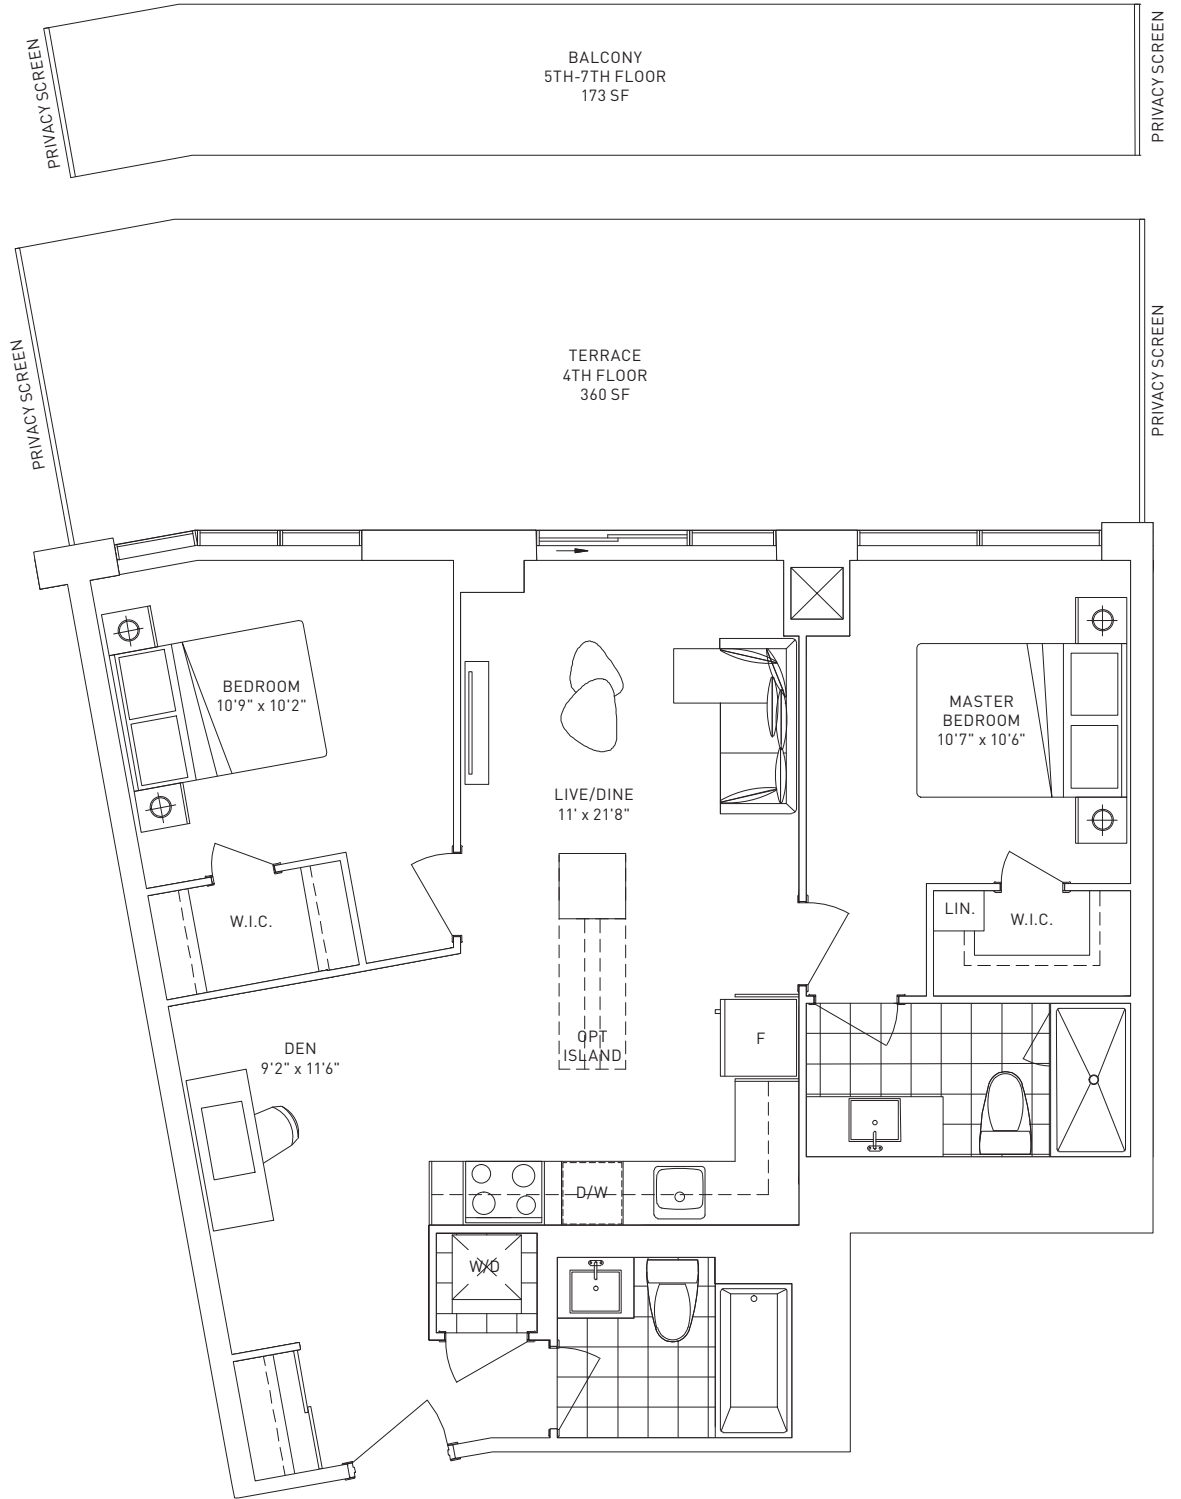 PRIVACY SCREEN
BALCONY
5TH-7TH FLOOR
173 SF
PRIVACY SCREEN
PRIVACY SCREEN
TERRACE
4TH FLOOR
360 SF
PRIVACY SCREEN
BEDROOM
10'9" x 10'2"
MASTER
BEDROOM
10'7" x 10'6"
LIVE/DINE
11' x 21'8"
W.I.C.
LIN.
W.I.C.
OPT
ISLAND
F
DEN
9'2" x 11'6"
D/W
W/D